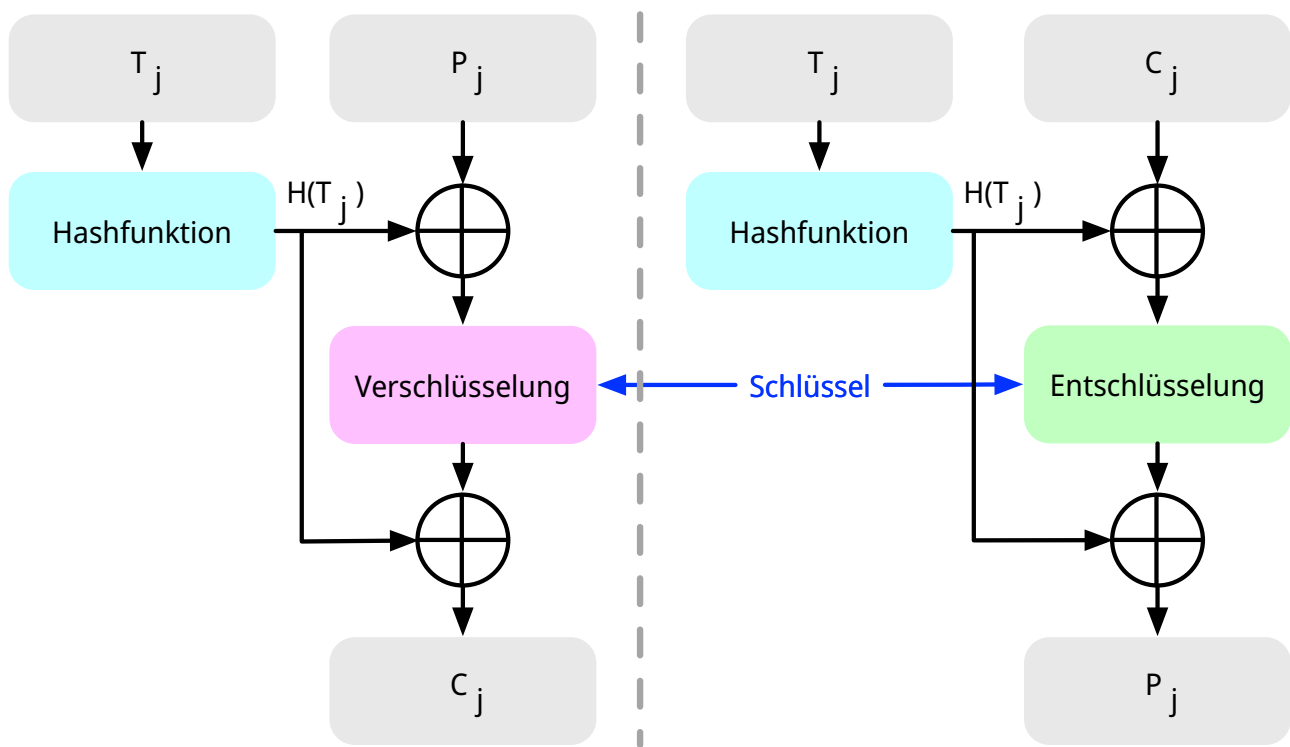 T j
P j
Hashfunktion
H(T j )
Verschlüsselung
C j
Schlüssel
T j
C j
Hashfunktion
H(T j )
Entschlüsselung
P j